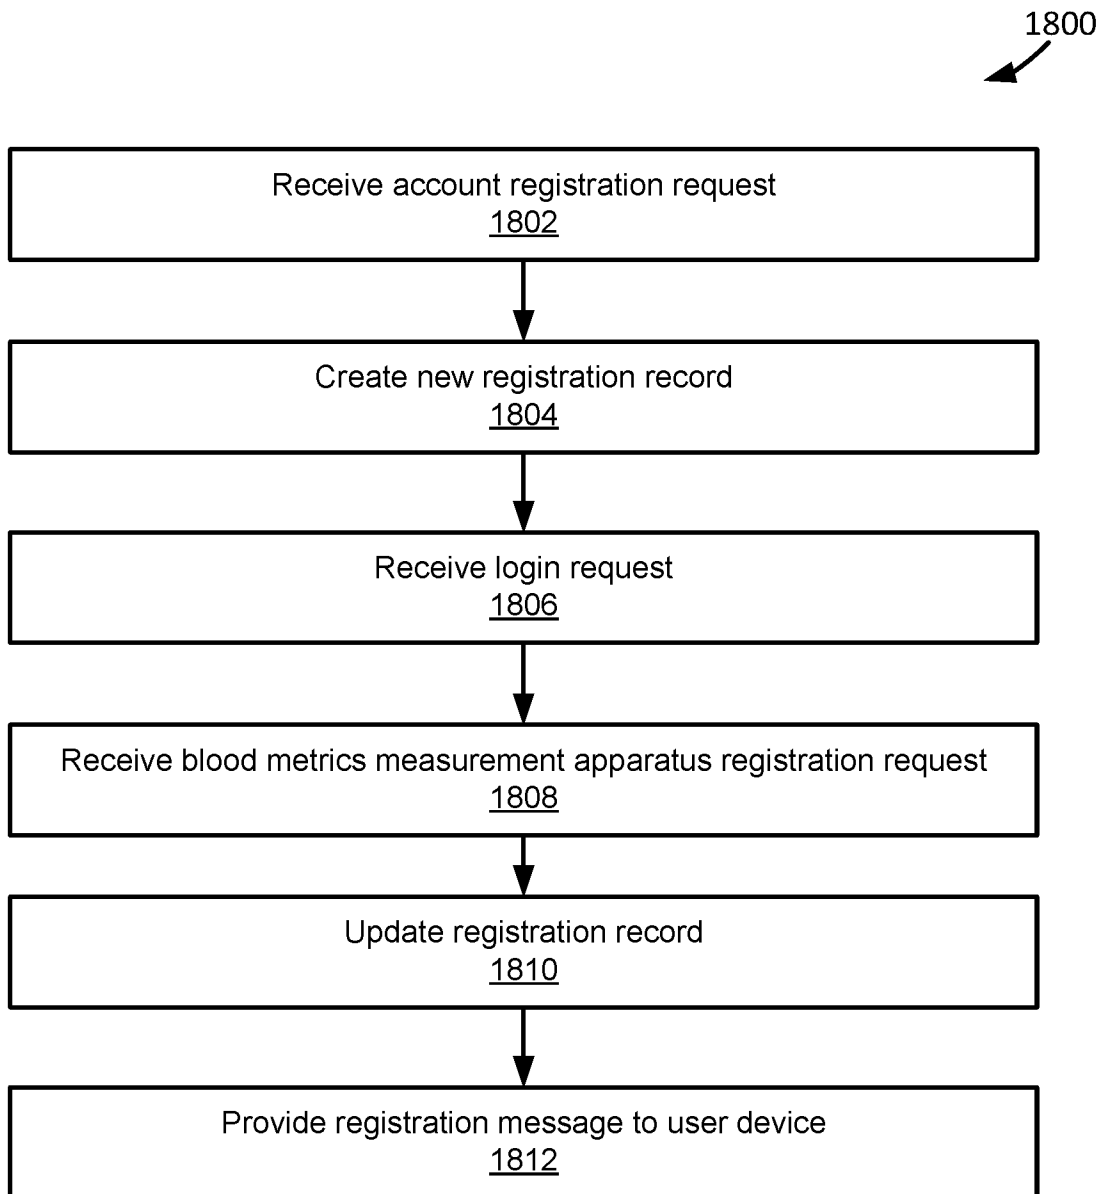 1800
Receive account registration request
1802
Create new registration record
1804
Receive login request
1806
Receive blood metrics measurement apparatus registration request
1808
Update registration record
1810
Provide registration message to user device
1812